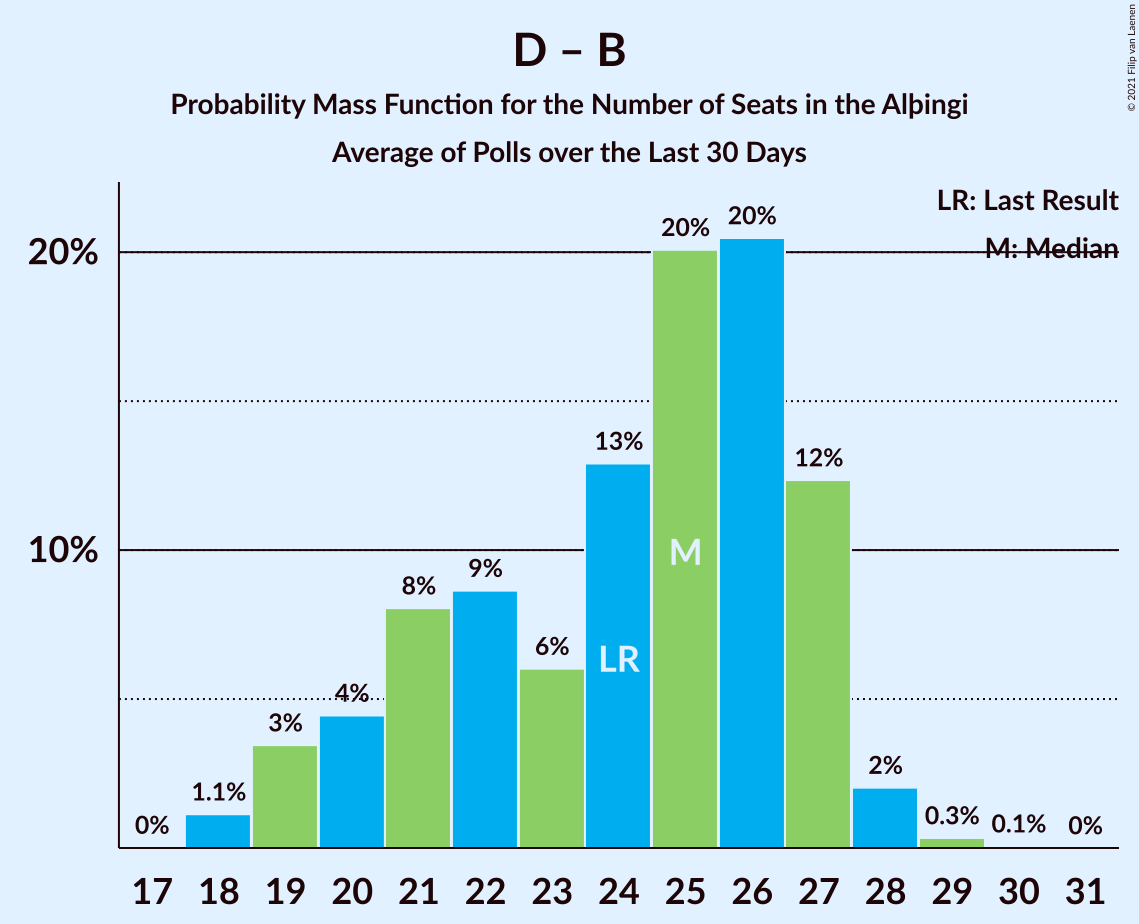 D – B
Probability Mass Function for the Number of Seats in the Alþingi
Average of Polls over the Last 30 Days
© 2021 Filip van Laenen
LR: Last Result
M: Median
20%
10%
0%
1.1%
3%
4%
8%
9%
6%
13%
20%
20%
12%
2%
0.3%
0.1%
0%
LR
M
17 18 19 20 21 22 23 24 25 26 27 28 29 30 31